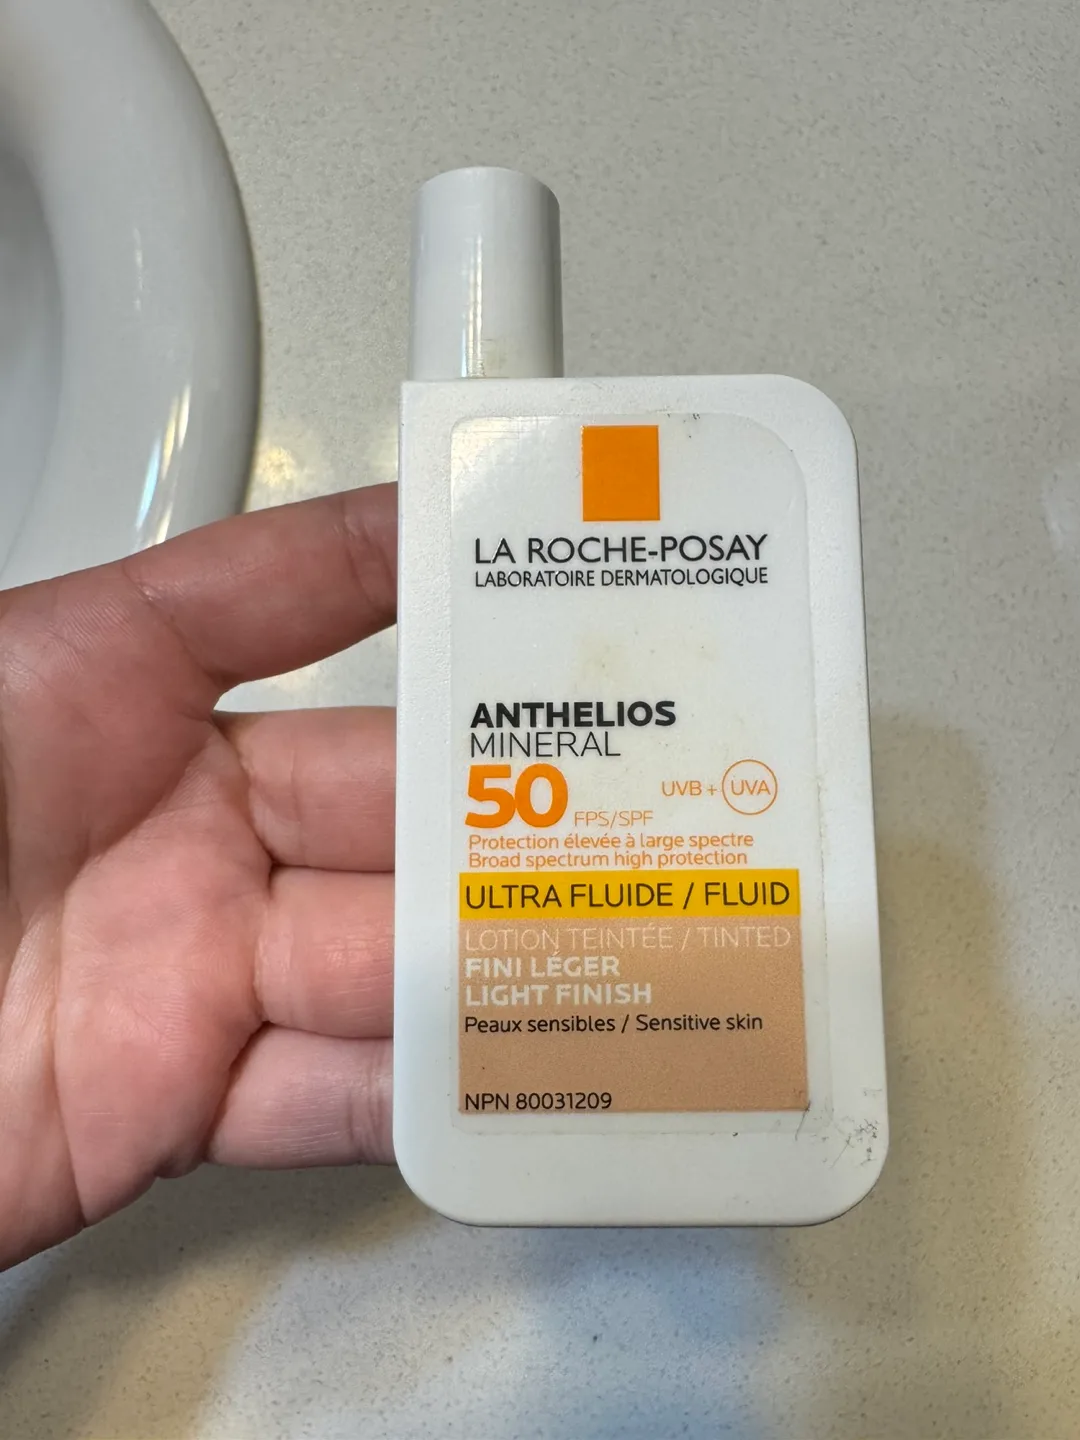 LA ROCHE-POSAY
LABORATOIRE DERMATOLOGIQUE
ANTHELIOS
MINERAL
50 FPS/SPF UVB + UVA
Protection élevée à large spectre
Broad spectrum high protection
ULTRA FLUIDE / FLUID
LOTION TEINTÉE / TINTED
FINI LÉGER
LIGHT FINISH
Peaux sensibles / Sensitive skin
NPN 80031209